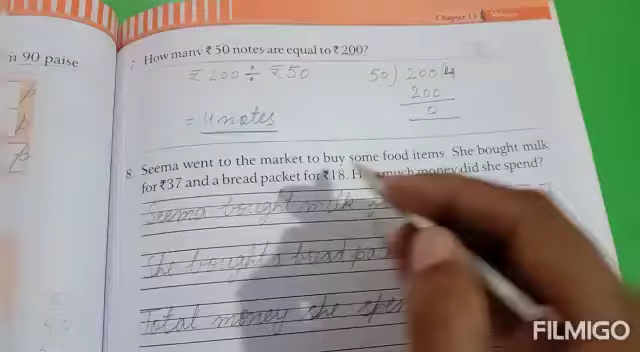 Chapter 13 Money
n 90 paise
7. How many ₹ 50 notes are equal to ₹ 200?
₹ 200 ÷ ₹ 50
50) 200 (4
200
0
= 4 notes
8. Seema went to the market to buy some food items. She bought milk
for ₹ 37 and a bread packet for ₹ 18. How much money did she spend?
Seema bought milk
She bought a bread pa
Total money she spen
p
p
p
FILMIGO